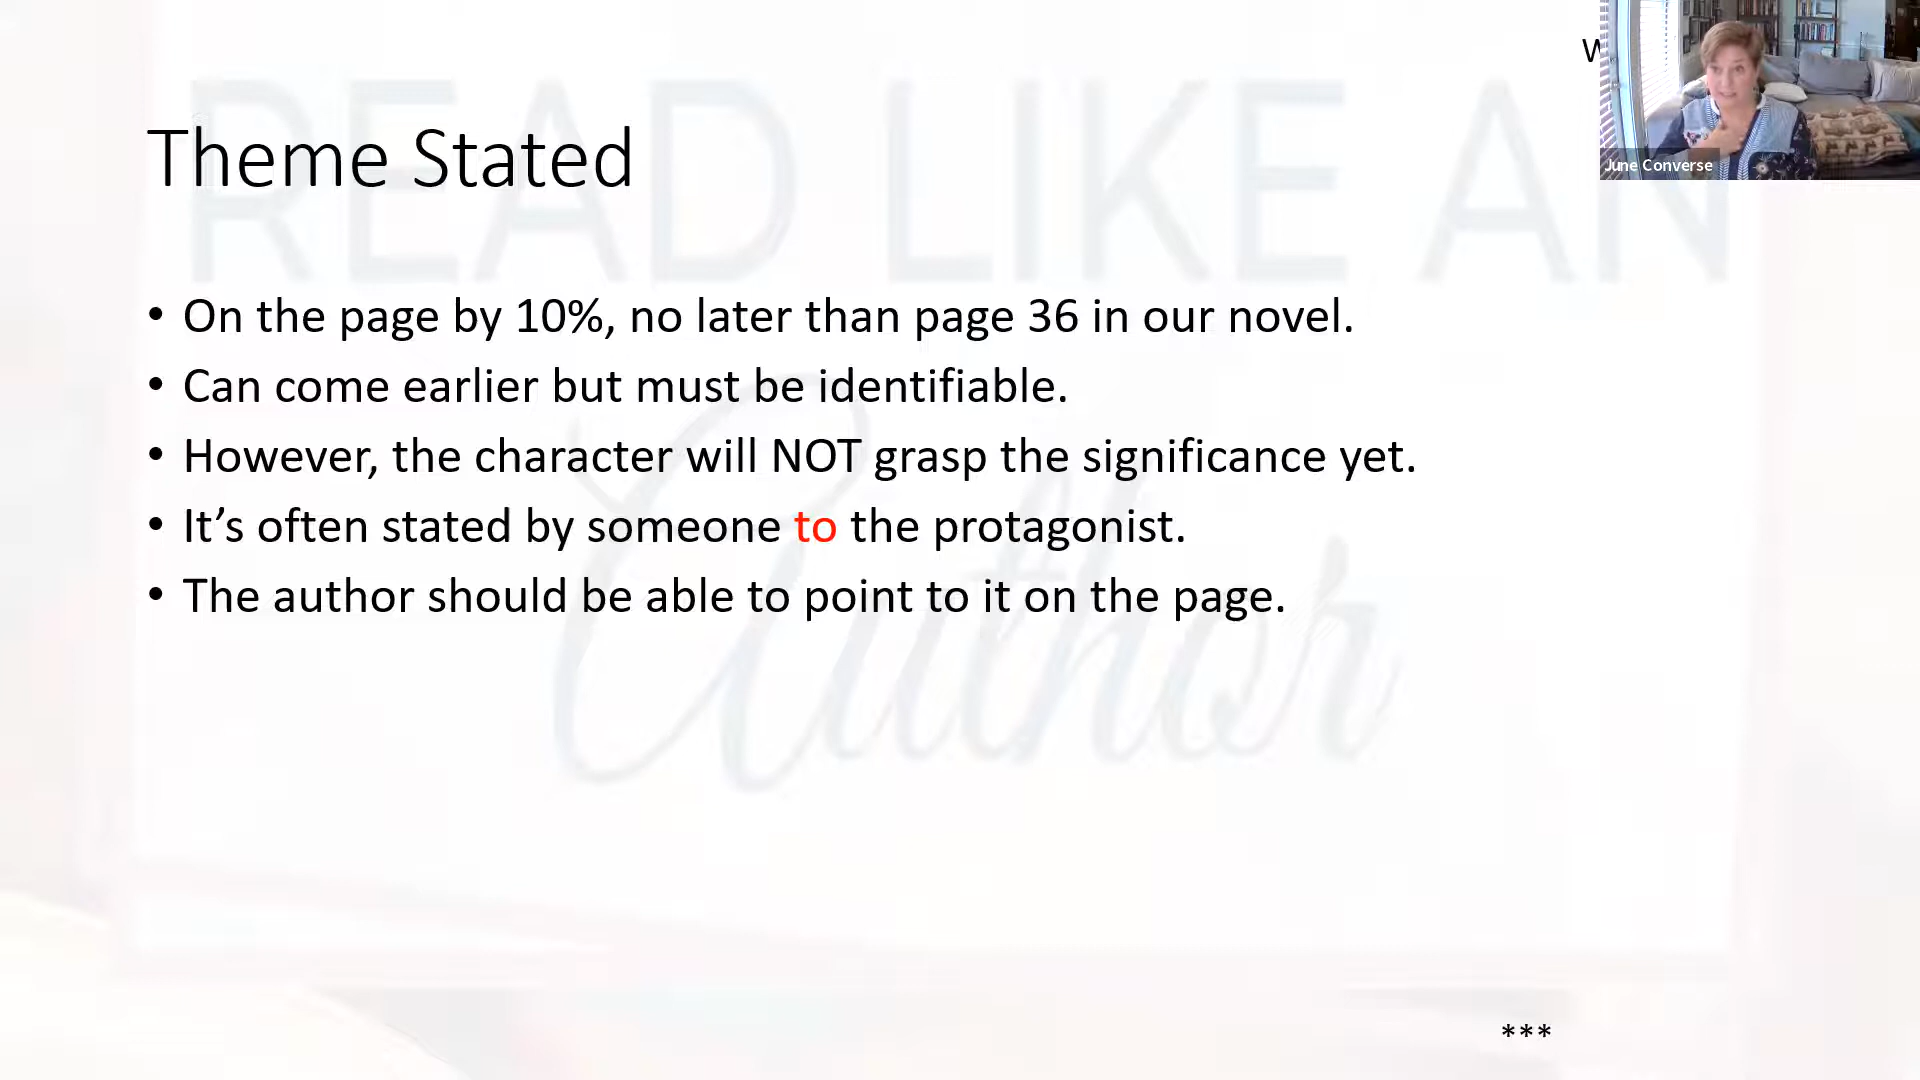 READ LIKE AN
Author
Theme Stated
June Converse
• On the page by 10%, no later than page 36 in our novel.
• Can come earlier but must be identifiable.
• However, the character will NOT grasp the significance yet.
• It’s often stated by someone to the protagonist.
• The author should be able to point to it on the page.
***